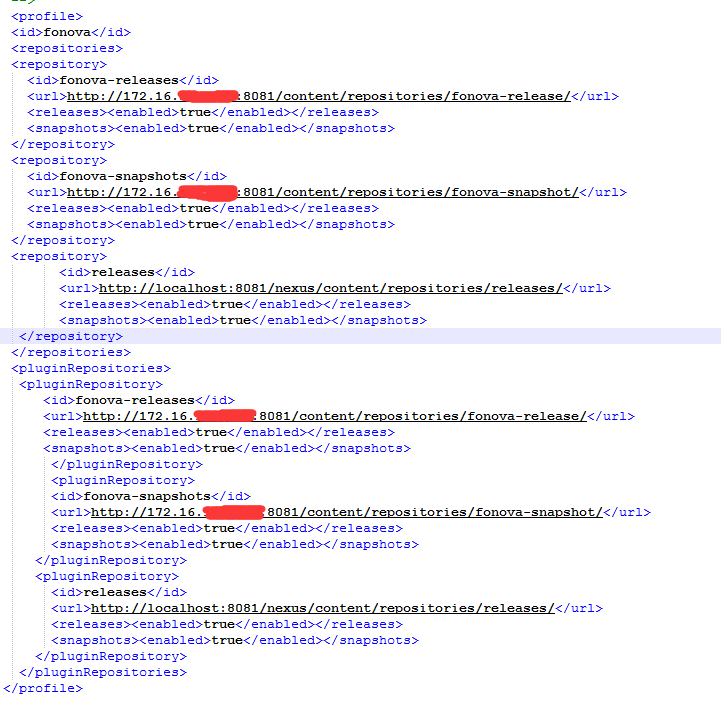 -->
<profile>
<id>fonova</id>
<repositories>
<repository>
<id>fonova-releases</id>
<url>http://172.16. :8081/content/repositories/fonova-release/</url>
<releases><enabled>true</enabled></releases>
<snapshots><enabled>true</enabled></snapshots>
</repository>
<repository>
<id>fonova-snapshots</id>
<url>http://172.16. :8081/content/repositories/fonova-snapshot/</url>
<releases><enabled>true</enabled></releases>
<snapshots><enabled>true</enabled></snapshots>
</repository>
<repository>
<id>releases</id>
<url>http://localhost:8081/nexus/content/repositories/releases/</url>
<releases><enabled>true</enabled></releases>
<snapshots><enabled>true</enabled></snapshots>
</repository>
</repositories>
<pluginRepositories>
<pluginRepository>
<id>fonova-releases</id>
<url>http://172.16. :8081/content/repositories/fonova-release/</url>
<releases><enabled>true</enabled></releases>
<snapshots><enabled>true</enabled></snapshots>
</pluginRepository>
<pluginRepository>
<id>fonova-snapshots</id>
<url>http://172.16. 8081/content/repositories/fonova-snapshot/</url>
<releases><enabled>true</enabled></releases>
<snapshots><enabled>true</enabled></snapshots>
</pluginRepository>
<pluginRepository>
<id>releases</id>
<url>http://localhost:8081/nexus/content/repositories/releases/</url>
<releases><enabled>true</enabled></releases>
<snapshots><enabled>true</enabled></snapshots>
</pluginRepository>
</pluginRepositories>
</profile>